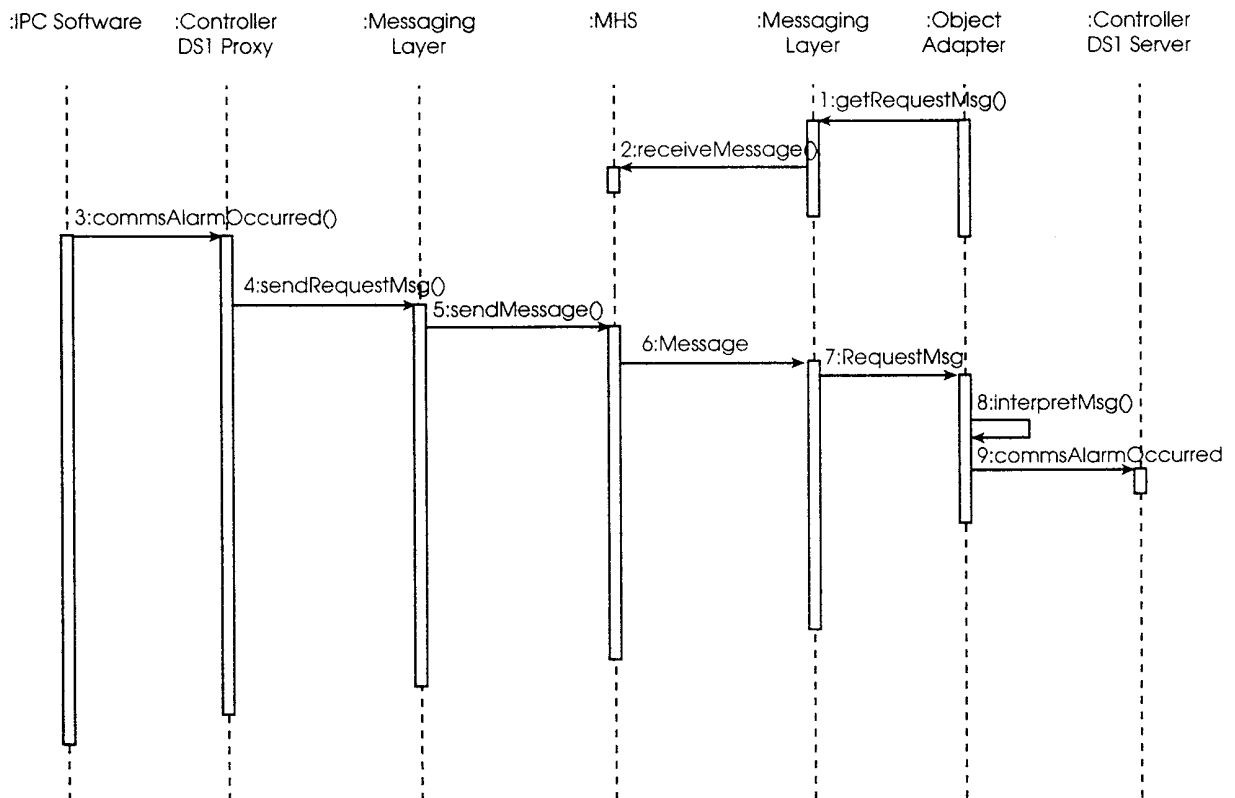 :IPC Software
:Controller
DS1 Proxy
:Messaging
Layer
:MHS
:Messaging
Layer
:Object
Adapter
:Controller
DS1 Server
1:getRequestMsg()
2:receiveMessage()
3:commsAlarmOccurred()
4:sendRequestMsg()
5:sendMessage()
6:Message
7:RequestMsg
8:interpretMsg()
9:commsAlarmOccurred